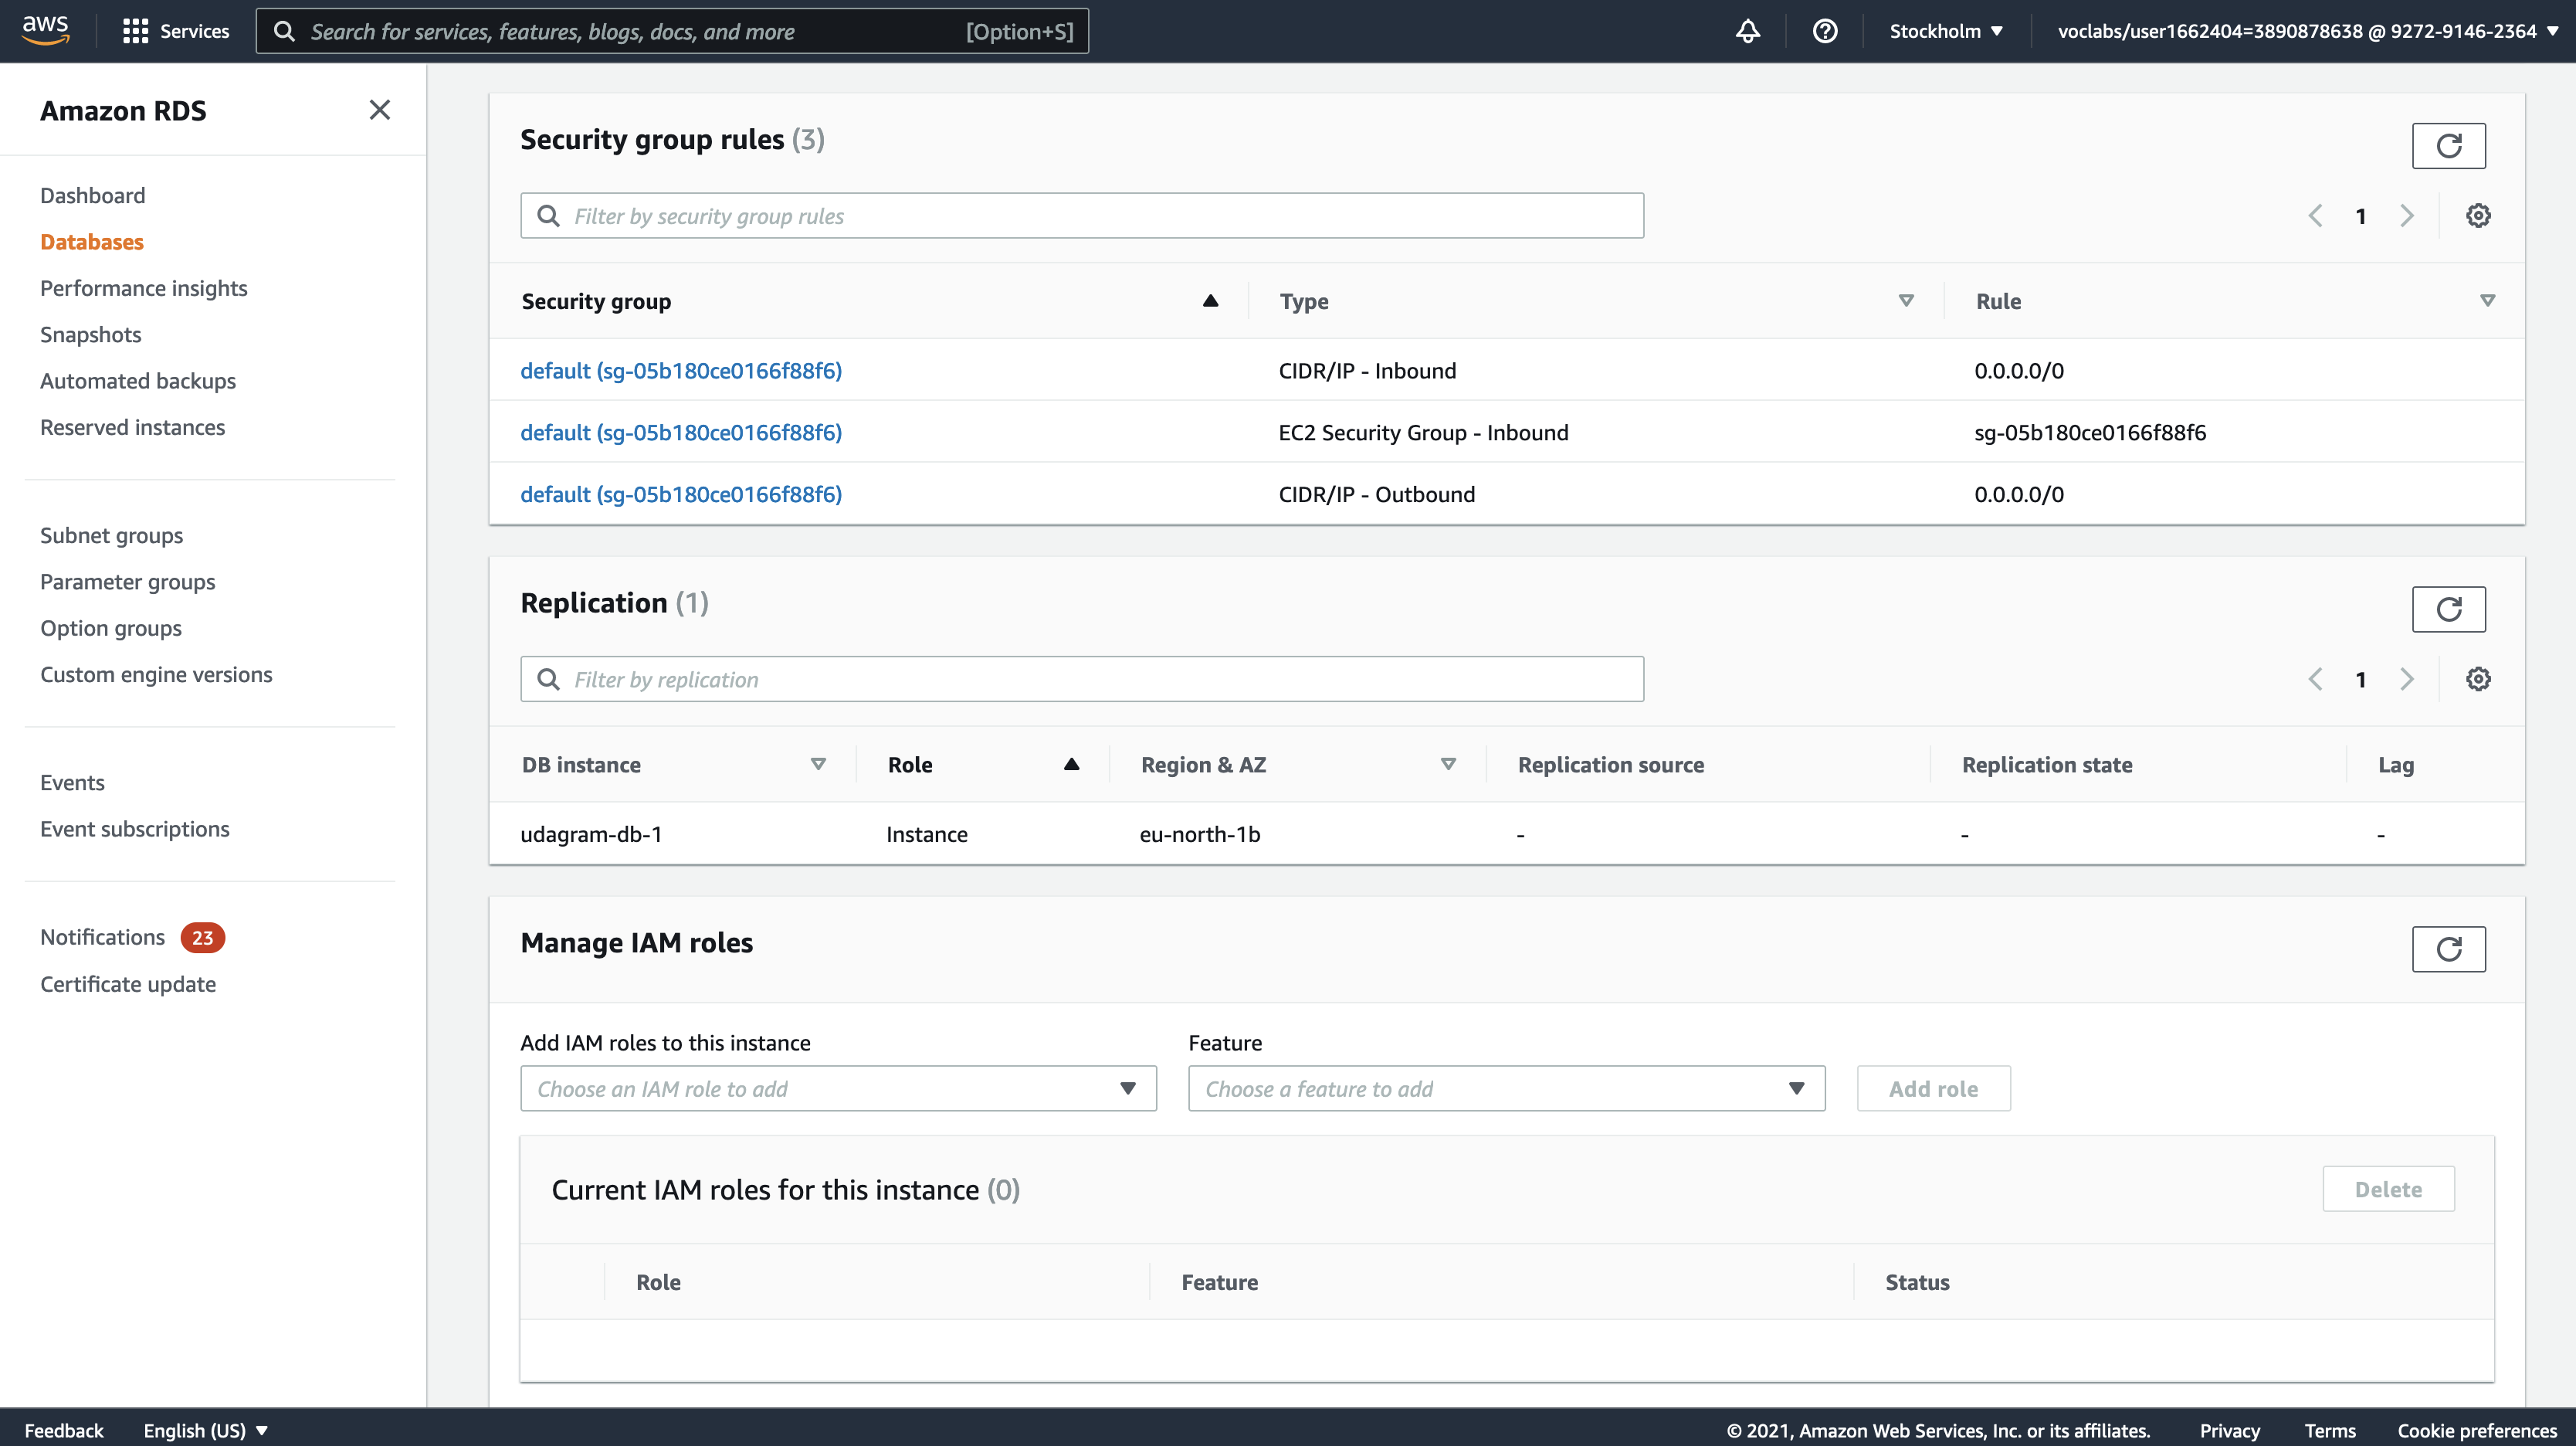 aws
Services
Search for services, features, blogs, docs, and more [Option+S]
Stockholm ▼
voclabs/user1662404=3890878638 @ 9272-9146-2364 ▼
Amazon RDS
Dashboard
Databases
Performance insights
Snapshots
Automated backups
Reserved instances
Subnet groups
Parameter groups
Option groups
Custom engine versions
Events
Event subscriptions
Notifications 23
Certificate update
Security group rules (3)
Filter by security group rules
1
Security group Type Rule
default (sg-05b180ce0166f88f6) CIDR/IP - Inbound 0.0.0.0/0
default (sg-05b180ce0166f88f6) EC2 Security Group - Inbound sg-05b180ce0166f88f6
default (sg-05b180ce0166f88f6) CIDR/IP - Outbound 0.0.0.0/0
Replication (1)
Filter by replication
1
DB instance Role Region & AZ Replication source Replication state Lag
udagram-db-1 Instance eu-north-1b - - -
Manage IAM roles
Add IAM roles to this instance Feature
Choose an IAM role to add Choose a feature to add Add role
Current IAM roles for this instance (0) Delete
Role Feature Status
Feedback English (US) ▼ © 2021, Amazon Web Services, Inc. or its affiliates. Privacy Terms Cookie preferences